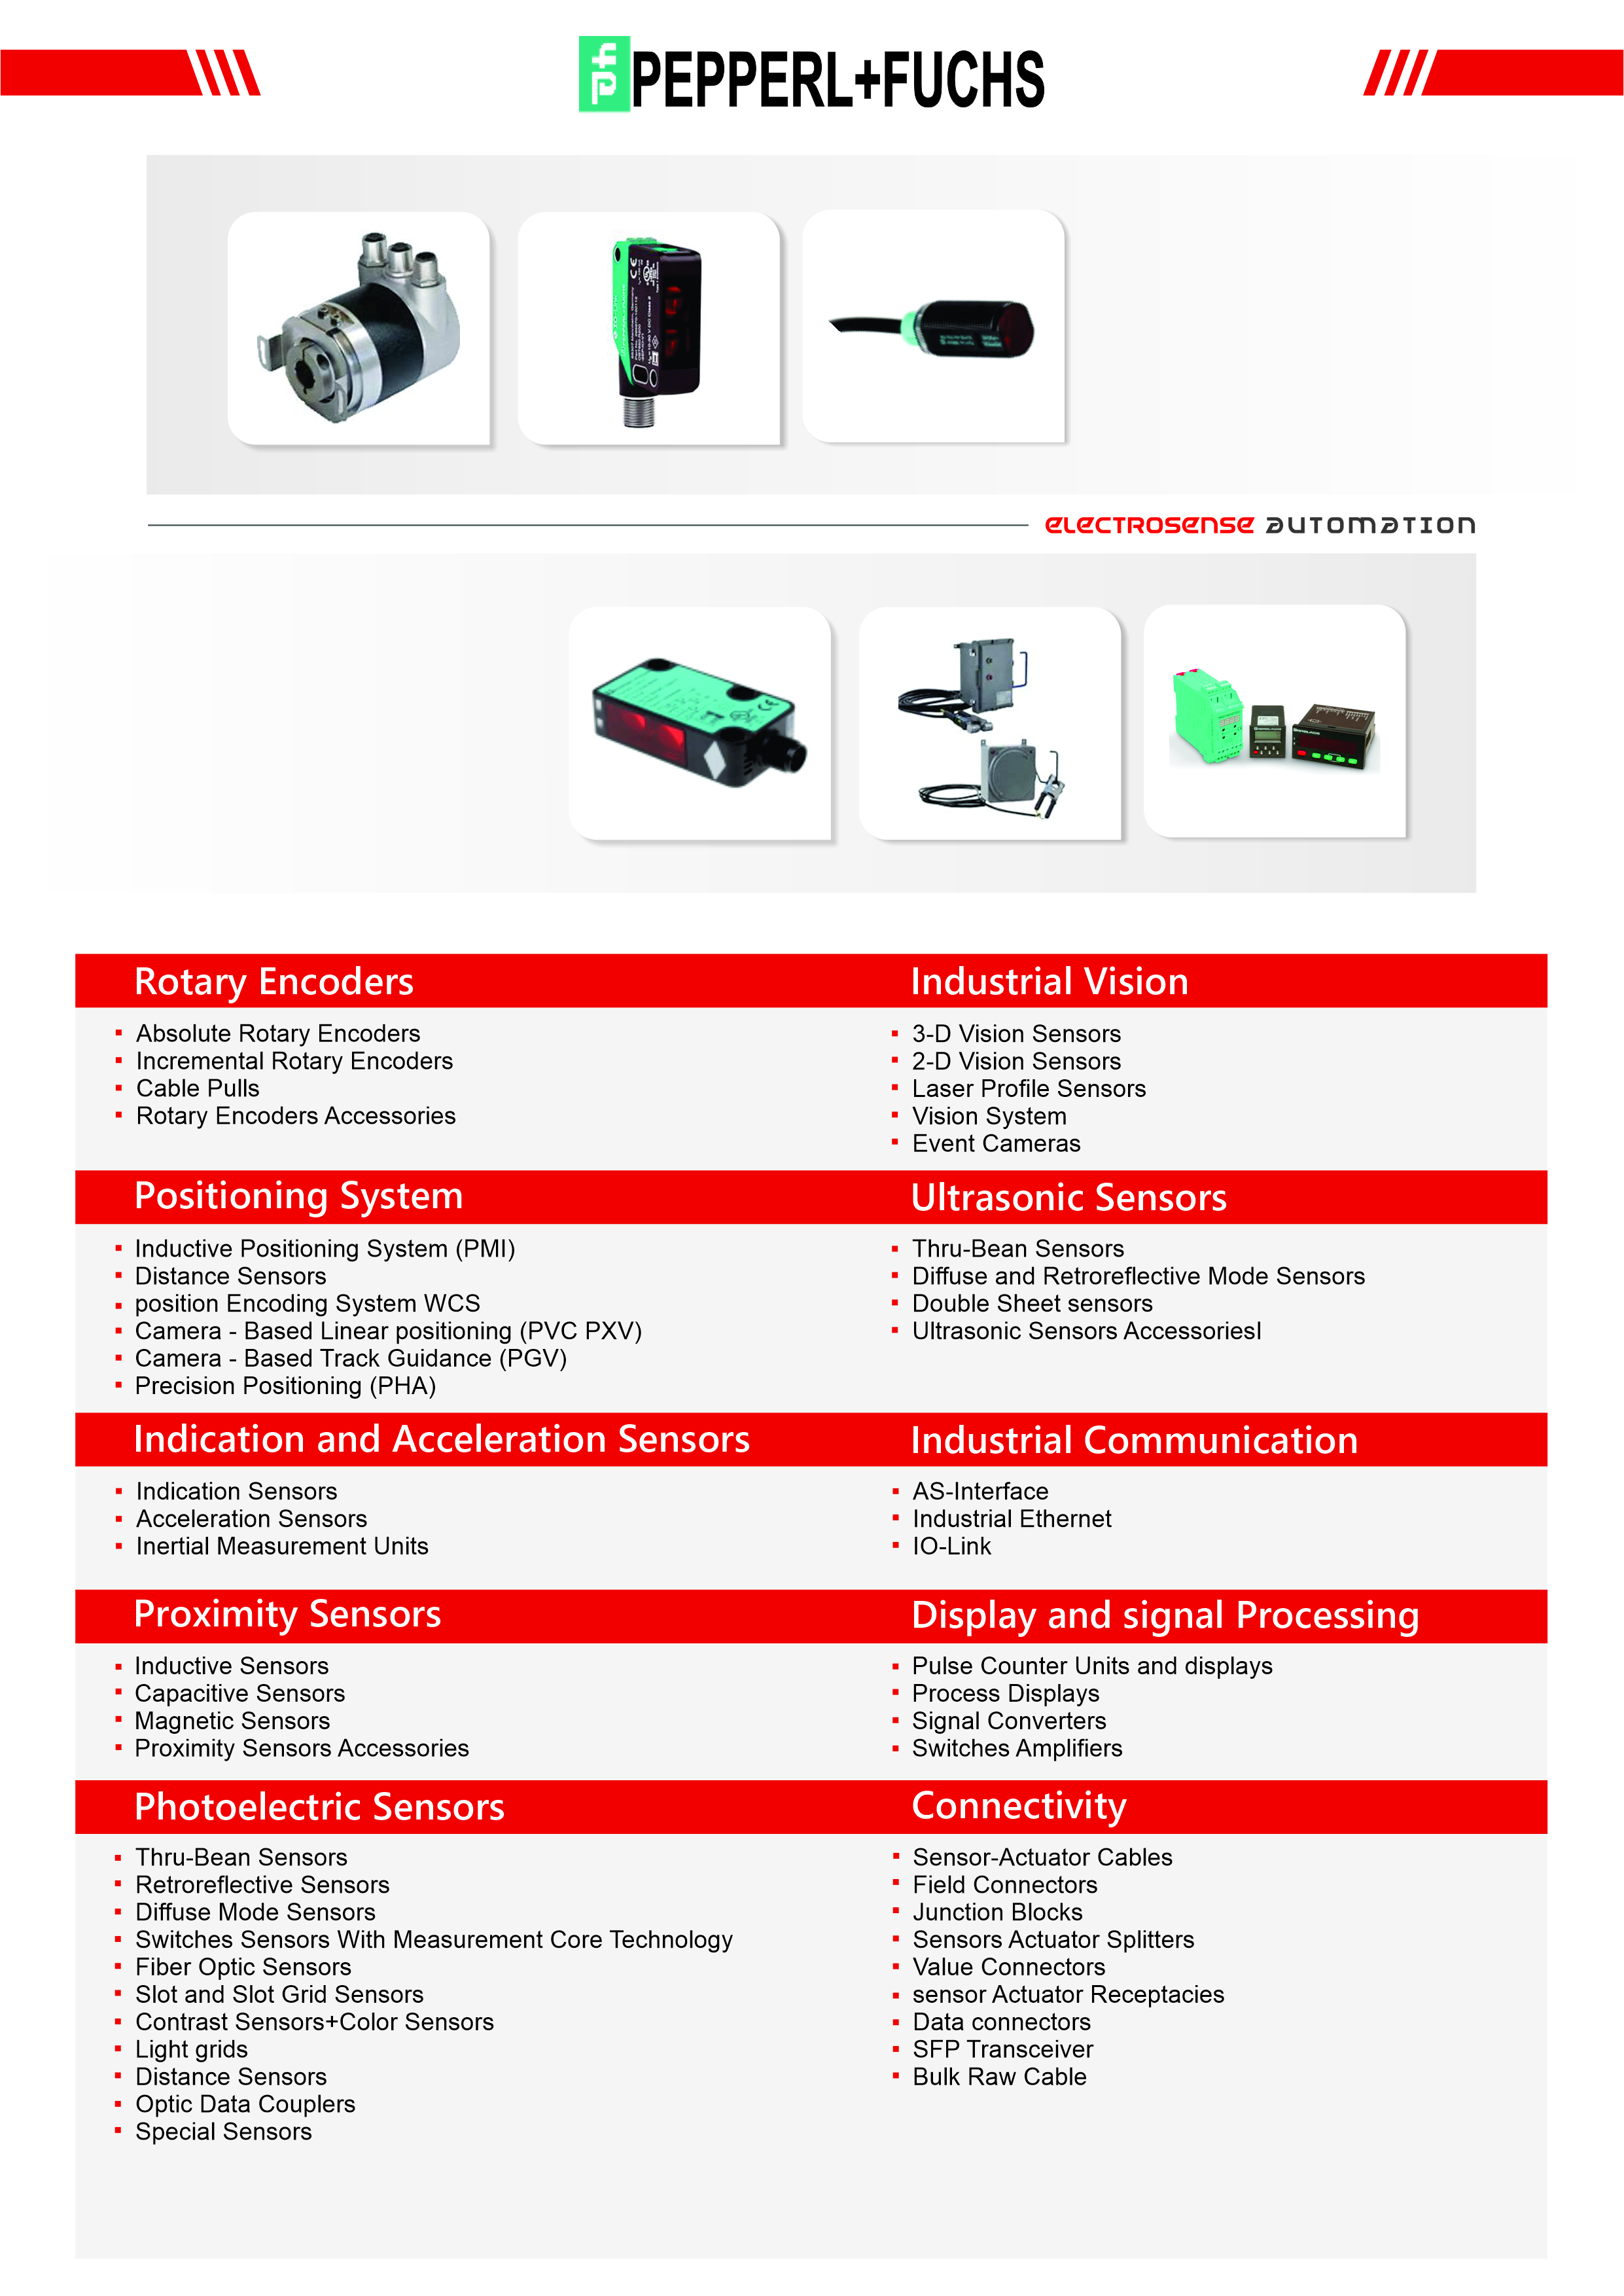 PEPPERL+FUCHS
ELECTROSENSE AUTOMATION
Rotary Encoders
Absolute Rotary Encoders
Incremental Rotary Encoders
Cable Pulls
Rotary Encoders Accessories
Industrial Vision
3-D Vision Sensors
2-D Vision Sensors
Laser Profile Sensors
Vision System
Event Cameras
Positioning System
Inductive Positioning System (PMI)
Distance Sensors
position Encoding System WCS
Camera - Based Linear positioning (PVC PXV)
Camera - Based Track Guidance (PGV)
Precision Positioning (PHA)
Ultrasonic Sensors
Thru-Bean Sensors
Diffuse and Retroreflective Mode Sensors
Double Sheet sensors
Ultrasonic Sensors Accessoriesl
Indication and Acceleration Sensors
Indication Sensors
Acceleration Sensors
Inertial Measurement Units
Industrial Communication
AS-Interface
Industrial Ethernet
IO-Link
Proximity Sensors
Inductive Sensors
Capacitive Sensors
Magnetic Sensors
Proximity Sensors Accessories
Display and signal Processing
Pulse Counter Units and displays
Process Displays
Signal Converters
Switches Amplifiers
Photoelectric Sensors
Thru-Bean Sensors
Retroreflective Sensors
Diffuse Mode Sensors
Switches Sensors With Measurement Core Technology
Fiber Optic Sensors
Slot and Slot Grid Sensors
Contrast Sensors+Color Sensors
Light grids
Distance Sensors
Optic Data Couplers
Special Sensors
Connectivity
Sensor-Actuator Cables
Field Connectors
Junction Blocks
Sensors Actuator Splitters
Value Connectors
sensor Actuator Receptacies
Data connectors
SFP Transceiver
Bulk Raw Cable